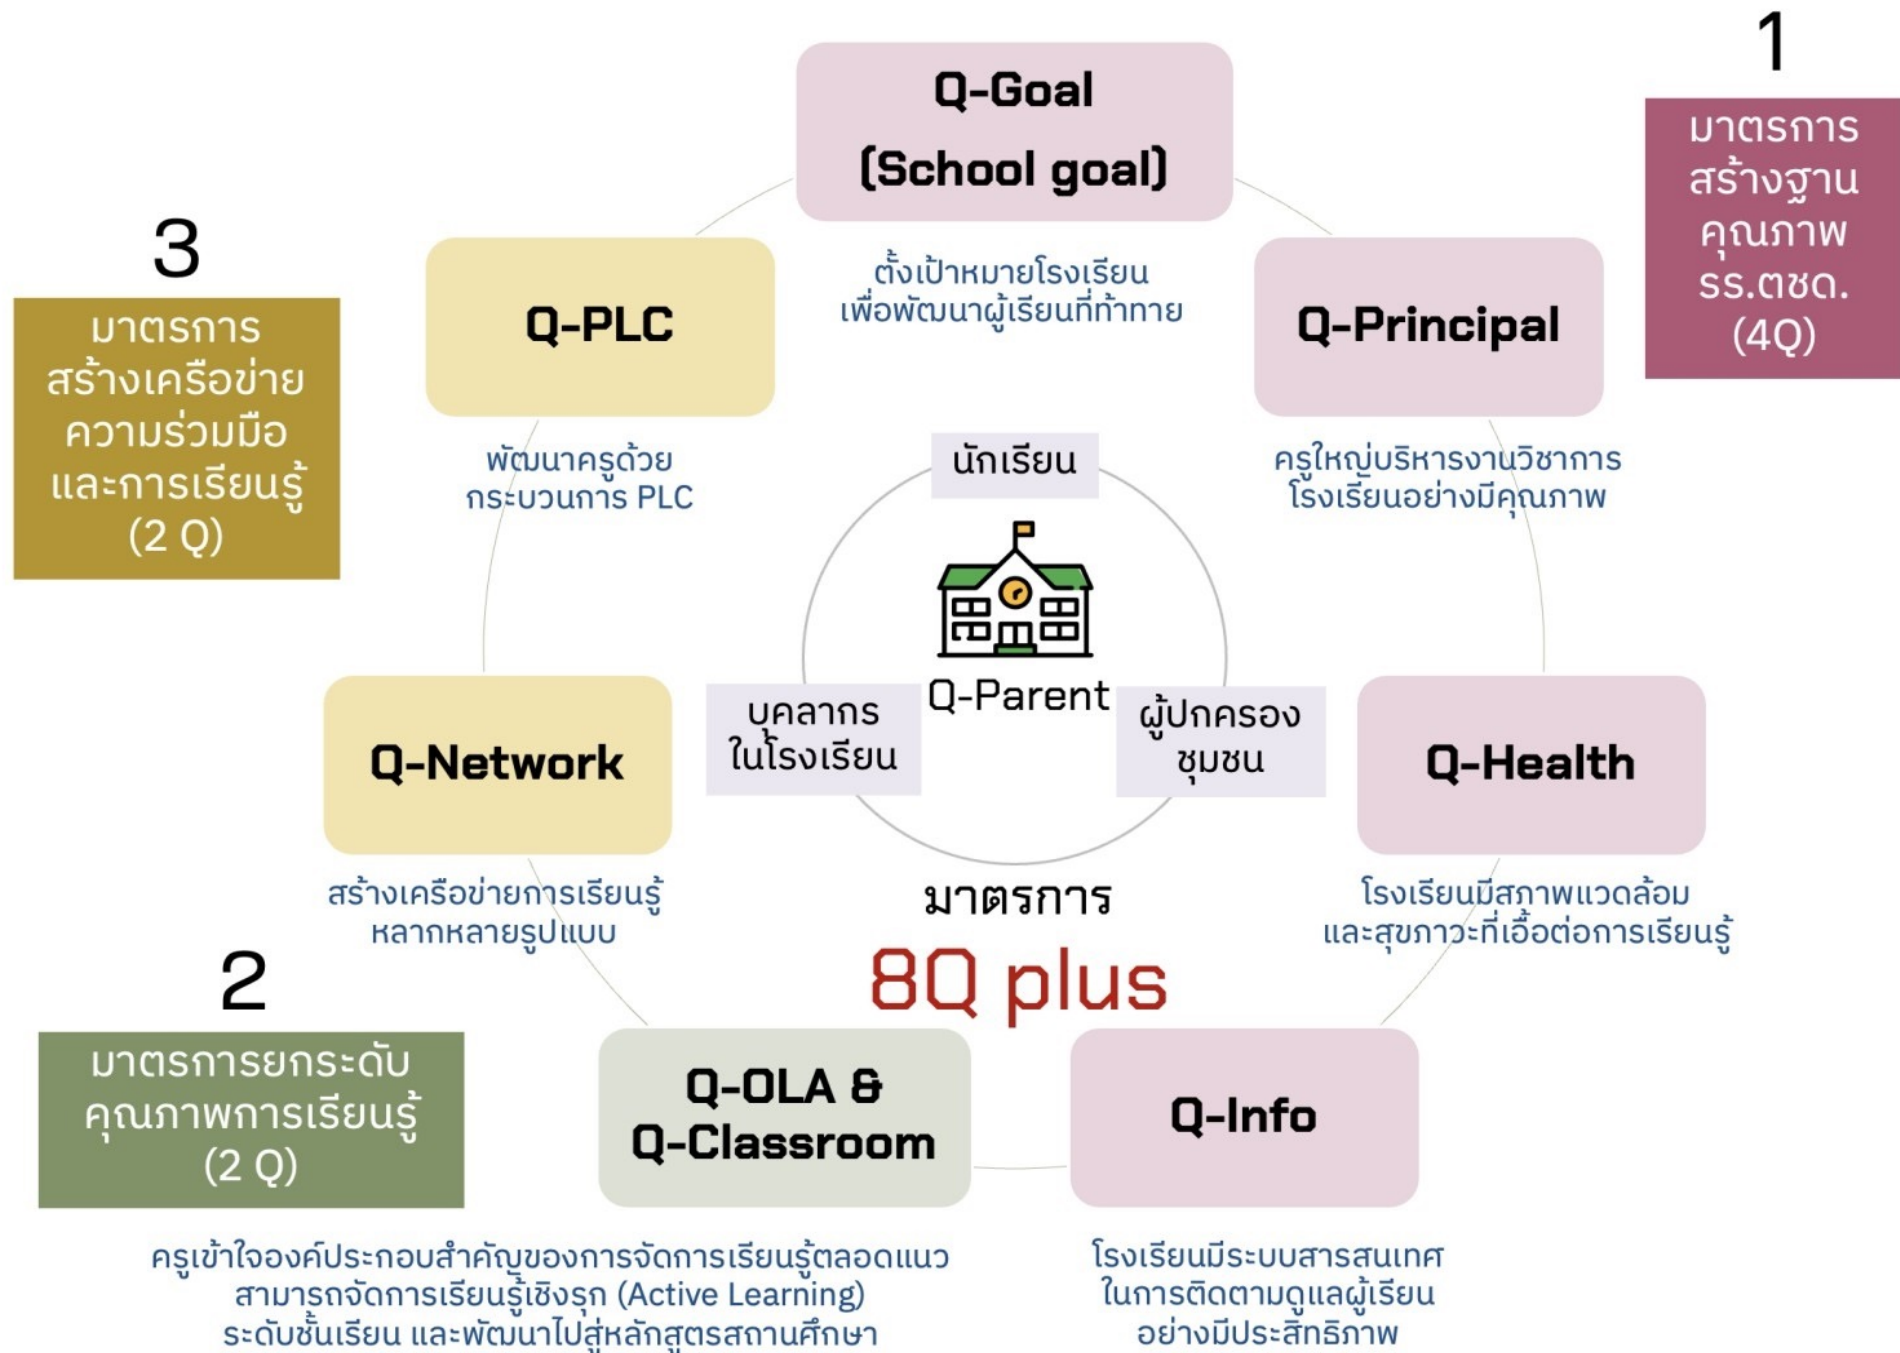 Q-Goal
(School goal)
ตั้งเป้าหมายโรงเรียน
เพื่อพัฒนาผู้เรียนที่ท้าทาย
1
มาตรการ
สร้างฐาน
คุณภาพ
รร.ตชด.
(4Q)
Q-Principal
ครูใหญ่บริหารงานวิชาการ
โรงเรียนอย่างมีคุณภาพ
Q-Health
โรงเรียนมีสภาพแวดล้อม
และสุขภาวะที่เอื้อต่อการเรียนรู้
Q-Info
โรงเรียนมีระบบสารสนเทศ
ในการติดตามดูแลผู้เรียน
อย่างมีประสิทธิภาพ
2
มาตรการยกระดับ
คุณภาพการเรียนรู้
(2 Q)
Q-OLA &
Q-Classroom
ครูเข้าใจองค์ประกอบสำคัญของการจัดการเรียนรู้ตลอดแนว
สามารถจัดการเรียนรู้เชิงรุก (Active Learning)
ระดับชั้นเรียน และพัฒนาไปสู่หลักสูตรสถานศึกษา
3
มาตรการ
สร้างเครือข่าย
ความร่วมมือ
และการเรียนรู้
(2 Q)
Q-PLC
พัฒนาครูด้วย
กระบวนการ PLC
Q-Network
สร้างเครือข่ายการเรียนรู้
หลากหลายรูปแบบ
นักเรียน
Q-Parent
บุคลากร
ในโรงเรียน
ผู้ปกครอง
ชุมชน
มาตรการ
8Q plus